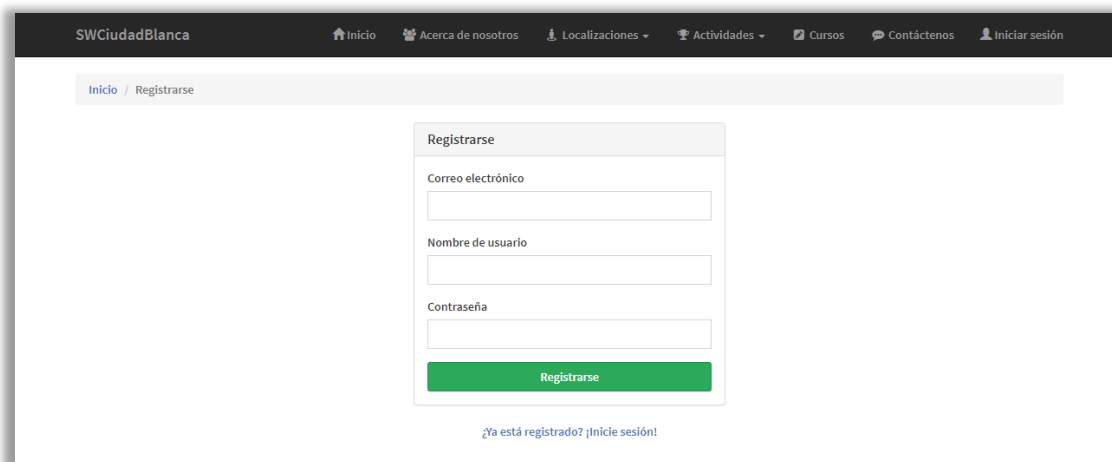 SWCiudadBlanca Inicio Acerca de nosotros Localizaciones Actividades Cursos Contáctenos Iniciar sesión
Inicio / Registrarse
Registrarse
Correo electrónico
Nombre de usuario
Contraseña
Registrarse
¿Ya está registrado? ¡Inicie sesión!